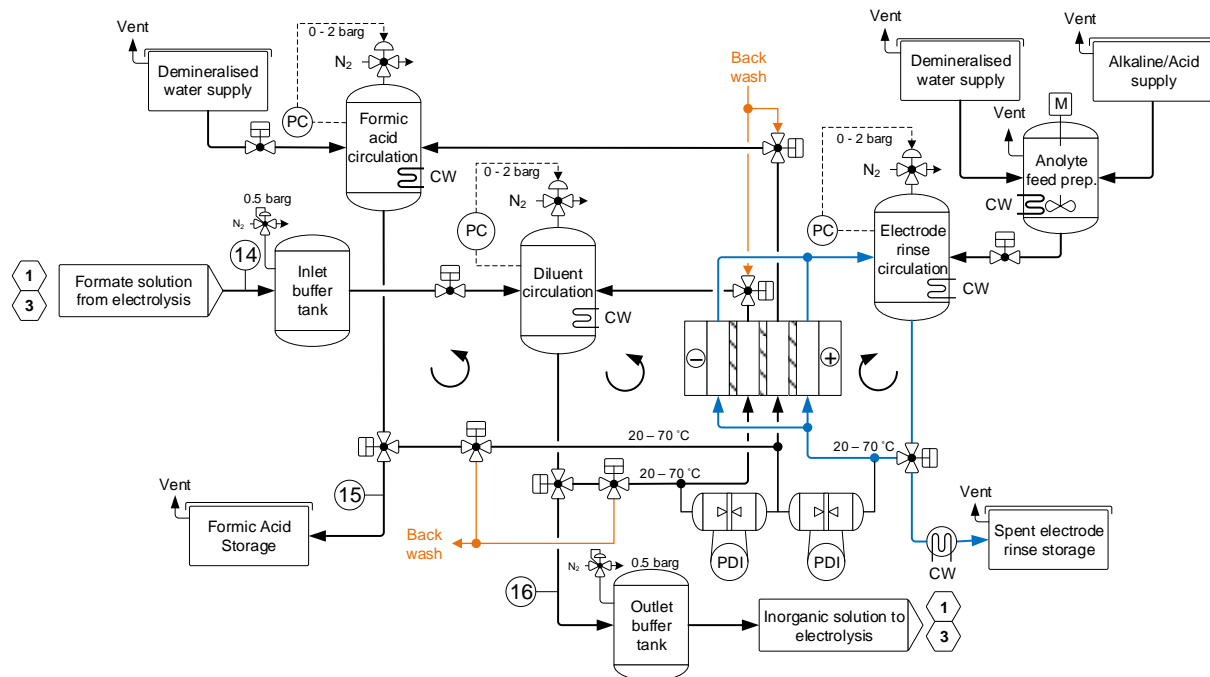 Vent
Demineralised
water supply
0 - 2 barg
N2
PC
Formic
acid
circulation
CW
Back
wash
Vent
Demineralised
water supply
Vent
Alkaline/Acid
supply
M
Vent
Anolyte
feed prep.
CW
0 - 2 barg
N2
PC
Electrode
rinse
circulation
CW
0 - 2 barg
N2
PC
Diluent
circulation
CW
0.5 barg
N2
14
1
3
Formate solution
from electrolysis
Inlet
buffer
tank
−
+
20 – 70 °C
20 – 70 °C
20 – 70 °C
15
Vent
Formic Acid
Storage
Back
wash
PDI
PDI
Vent
Spent electrode
rinse storage
CW
16
N2
0.5 barg
Outlet
buffer
tank
Inorganic solution to
electrolysis
1
3